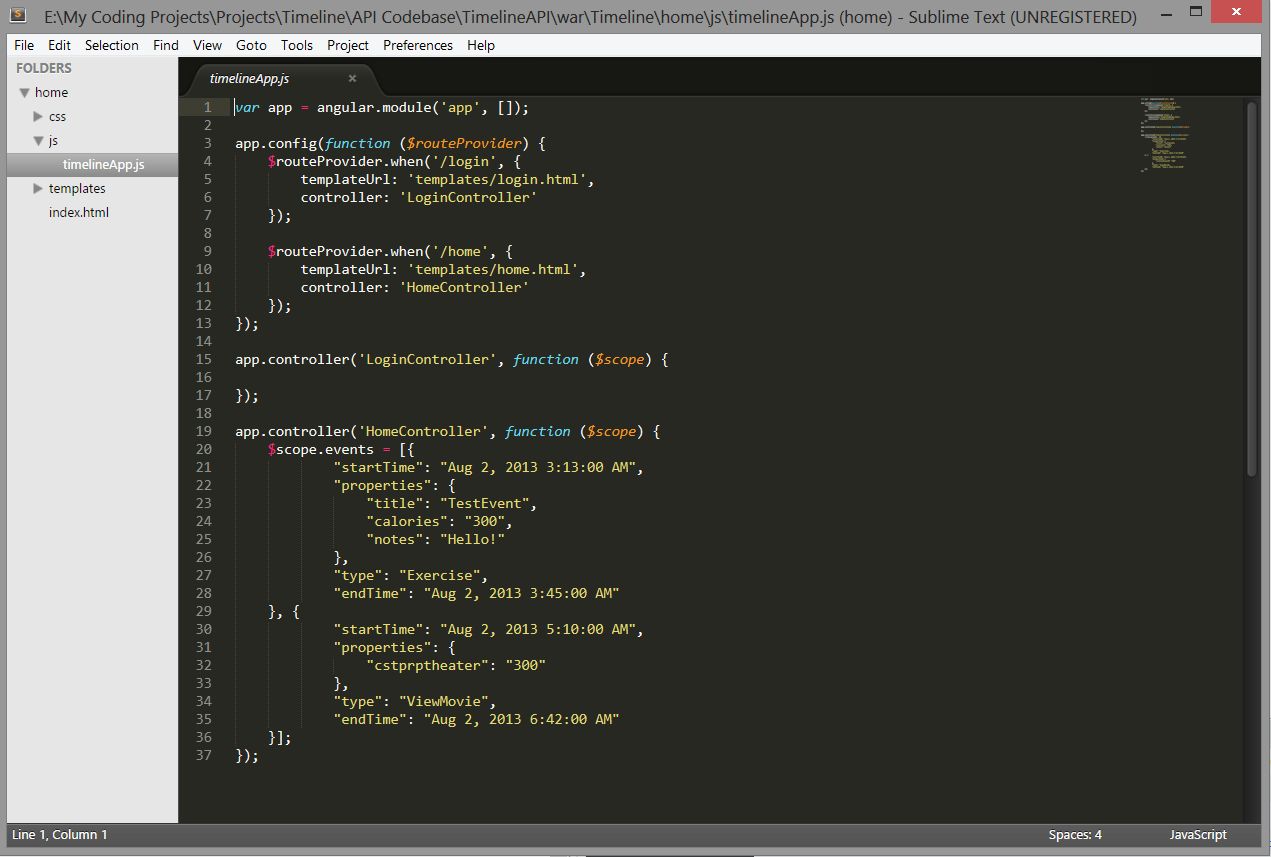 E:\My Coding Projects\Projects\Timeline\API Codebase\TimelineAPI\war\Timeline\home\js\timelineApp.js (home) - Sublime Text (UNREGISTERED)
File Edit Selection Find View Goto Tools Project Preferences Help
FOLDERS
home
css
js
timelineApp.js
templates
index.html
timelineApp.js
1 var app = angular.module('app', []);
2
3 app.config(function ($routeProvider) {
4     $routeProvider.when('/login', {
5         templateUrl: 'templates/login.html',
6         controller: 'LoginController'
7     });
8
9     $routeProvider.when('/home', {
10         templateUrl: 'templates/home.html',
11         controller: 'HomeController'
12     });
13 });
14
15 app.controller('LoginController', function ($scope) {
16
17 });
18
19 app.controller('HomeController', function ($scope) {
20     $scope.events = [{
21             "startTime": "Aug 2, 2013 3:13:00 AM",
22             "properties": {
23                 "title": "TestEvent",
24                 "calories": "300",
25                 "notes": "Hello!"
26             },
27             "type": "Exercise",
28             "endTime": "Aug 2, 2013 3:45:00 AM"
29     }, {
30             "startTime": "Aug 2, 2013 5:10:00 AM",
31             "properties": {
32                 "cstprptheater": "300"
33             },
34             "type": "ViewMovie",
35             "endTime": "Aug 2, 2013 6:42:00 AM"
36     }];
37 });
Line 1, Column 1 Spaces: 4 JavaScript